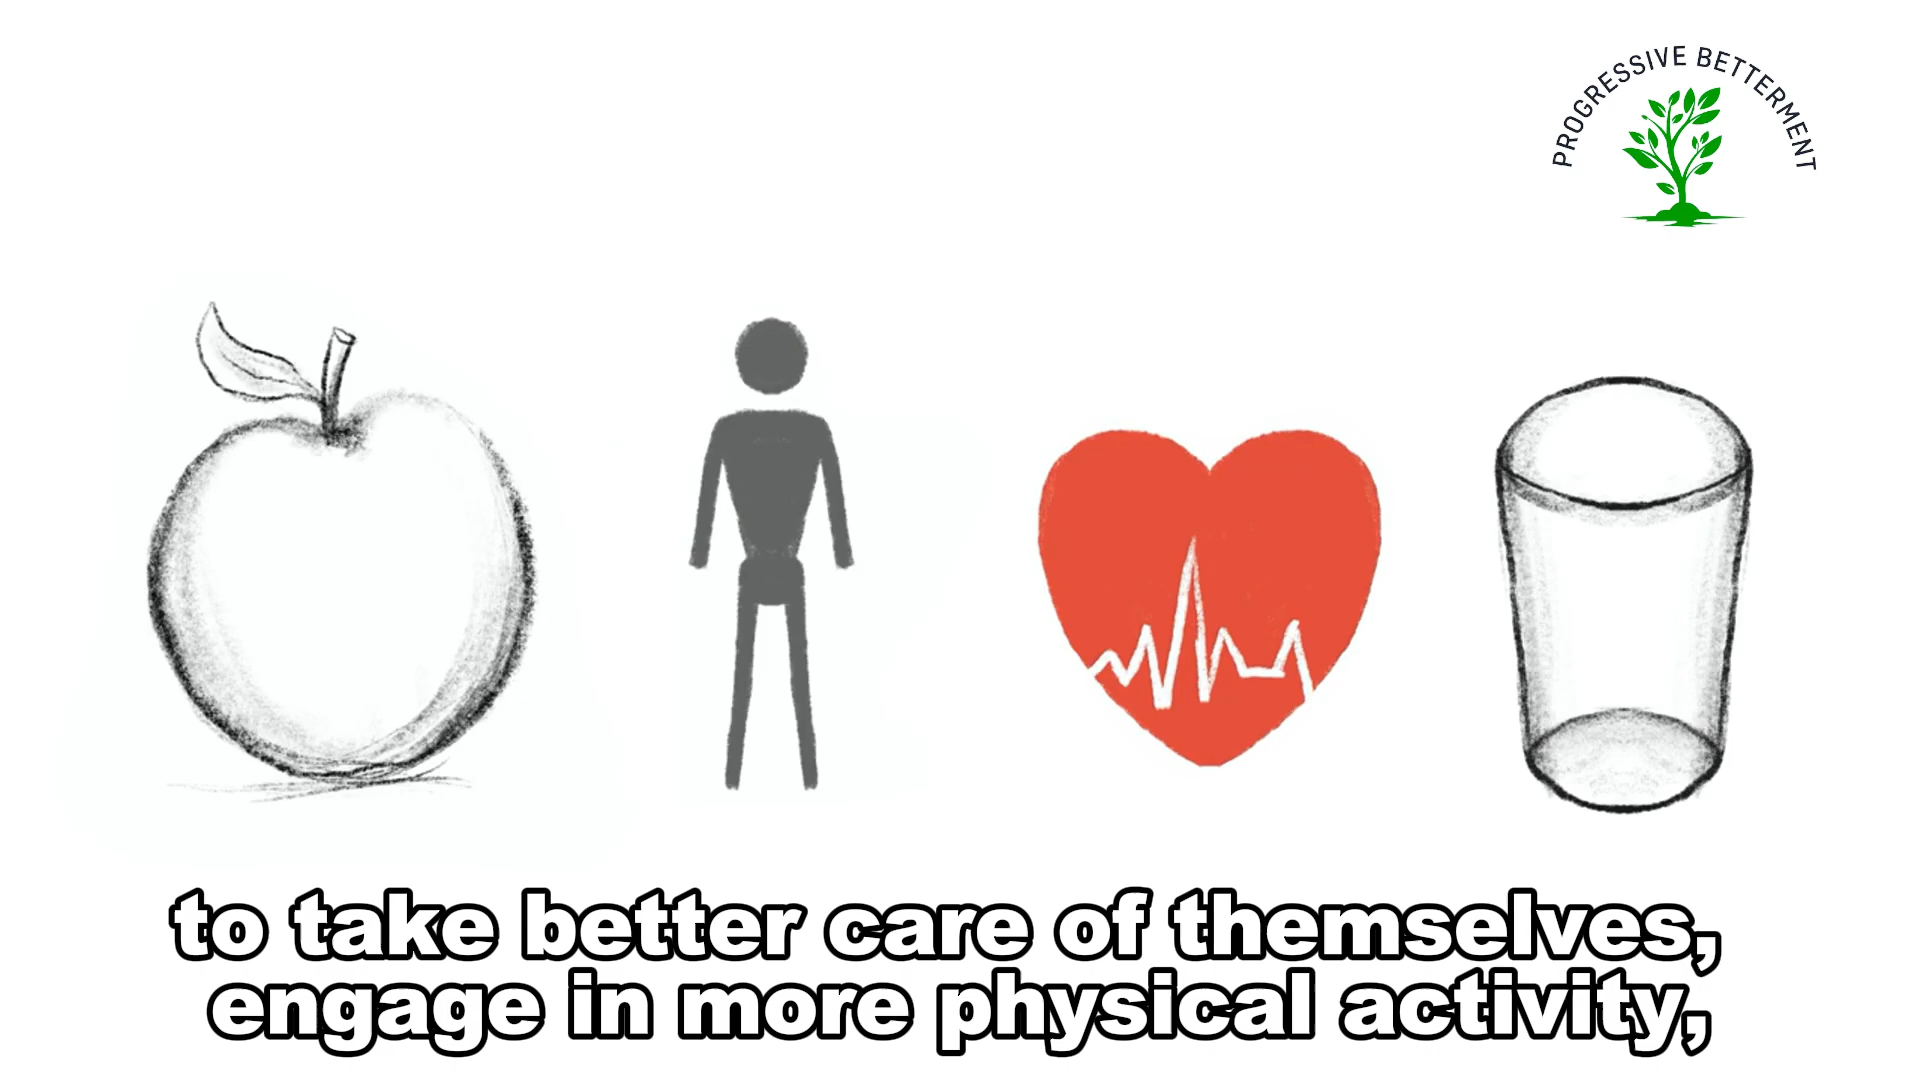 PROGRESSIVE BETTERMENT
to take better care of themselves,
engage in more physical activity,